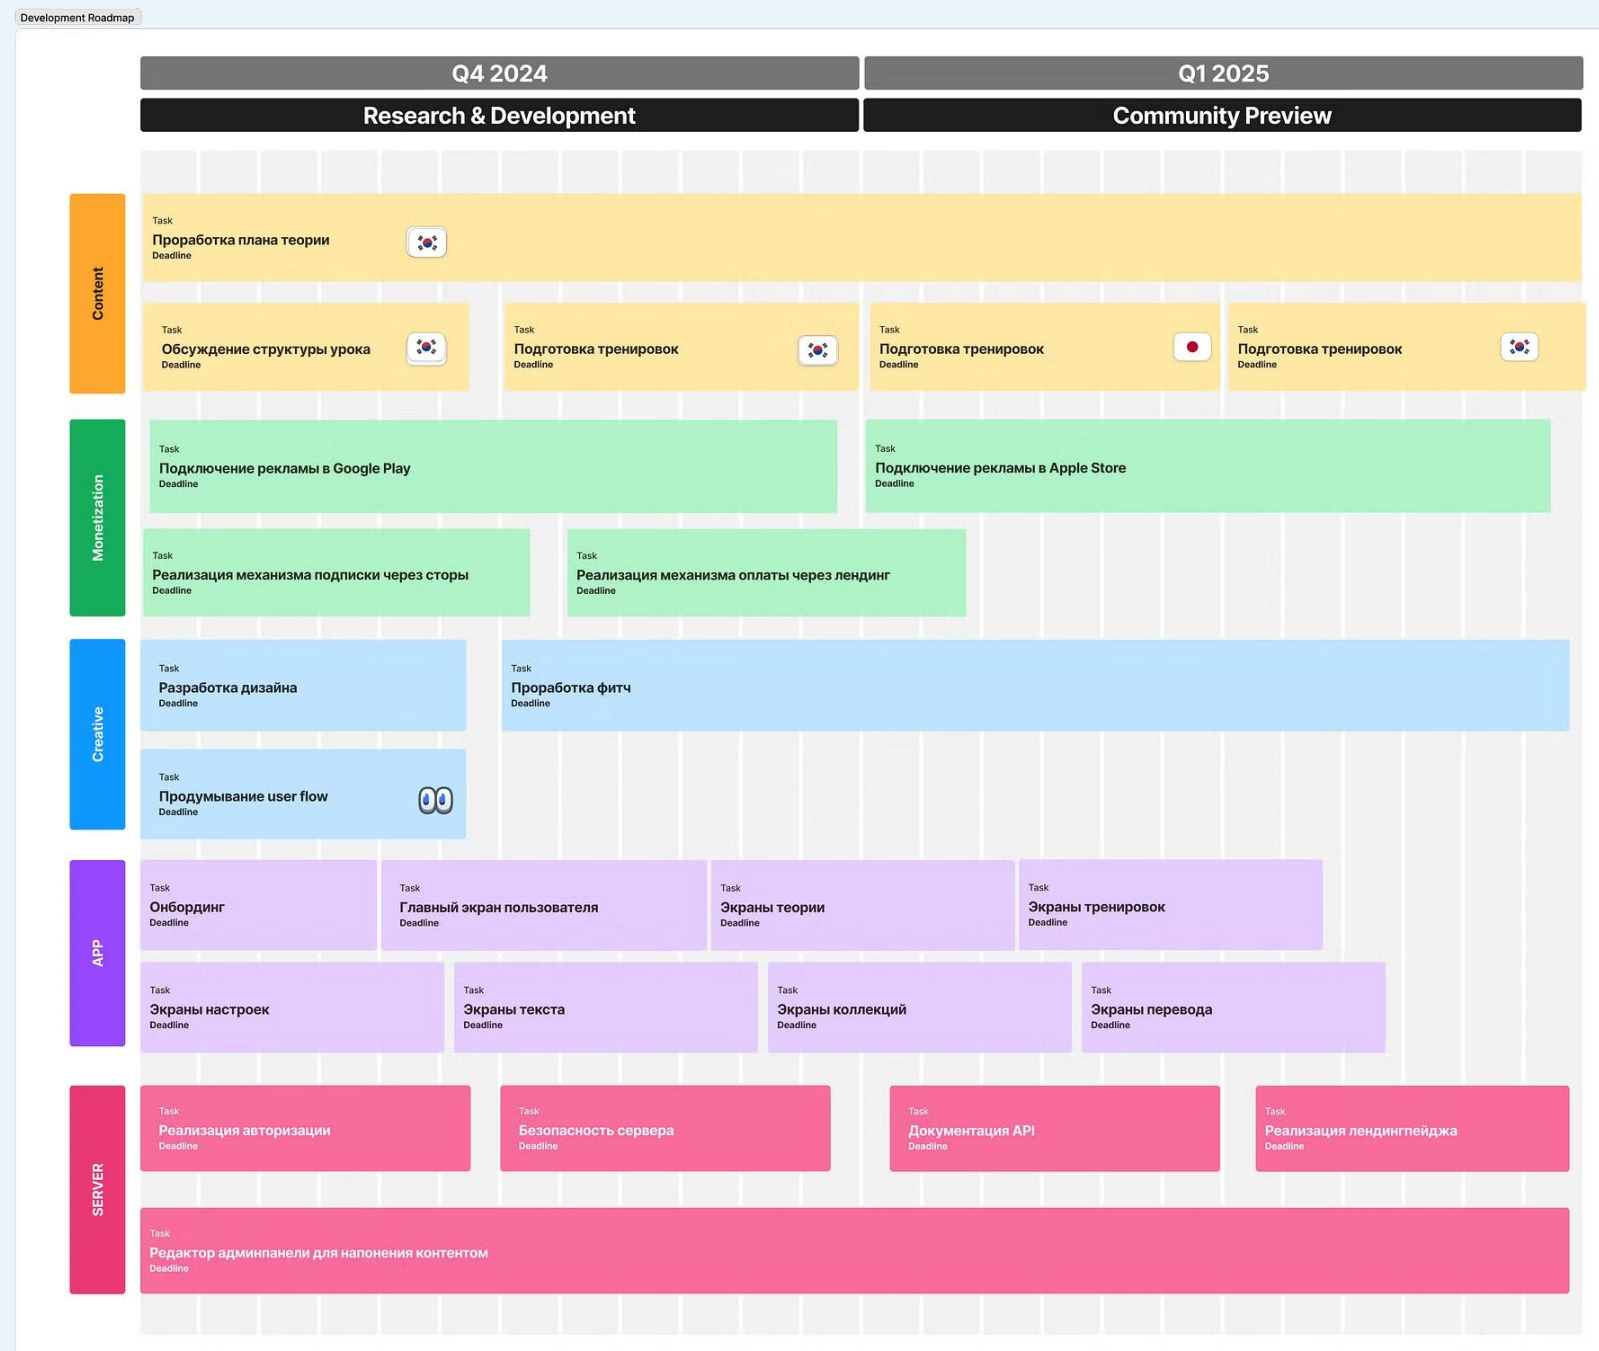 Development Roadmap
Q4 2024
Q1 2025
Research & Development
Community Preview
Content
Task
Проработка плана теории
Deadline
Task
Обсуждение структуры урока
Deadline
Task
Подготовка тренировок
Deadline
Task
Подготовка тренировок
Deadline
Task
Подготовка тренировок
Deadline
Monetization
Task
Подключение рекламы в Google Play
Deadline
Task
Подключение рекламы в Apple Store
Deadline
Task
Реализация механизма подписки через сторы
Deadline
Task
Реализация механизма оплаты через лендинг
Deadline
Creative
Task
Разработка дизайна
Deadline
Task
Проработка фитч
Deadline
Task
Продумывание user flow
Deadline
APP
Task
Онбординг
Deadline
Task
Главный экран пользователя
Deadline
Task
Экраны теории
Deadline
Task
Экраны тренировок
Deadline
Task
Экраны настроек
Deadline
Task
Экраны текста
Deadline
Task
Экраны коллекций
Deadline
Task
Экраны перевода
Deadline
SERVER
Task
Реализация авторизации
Deadline
Task
Безопасность сервера
Deadline
Task
Документация API
Deadline
Task
Реализация лендингпейджа
Deadline
Task
Редактор админпанели для напонения контентом
Deadline